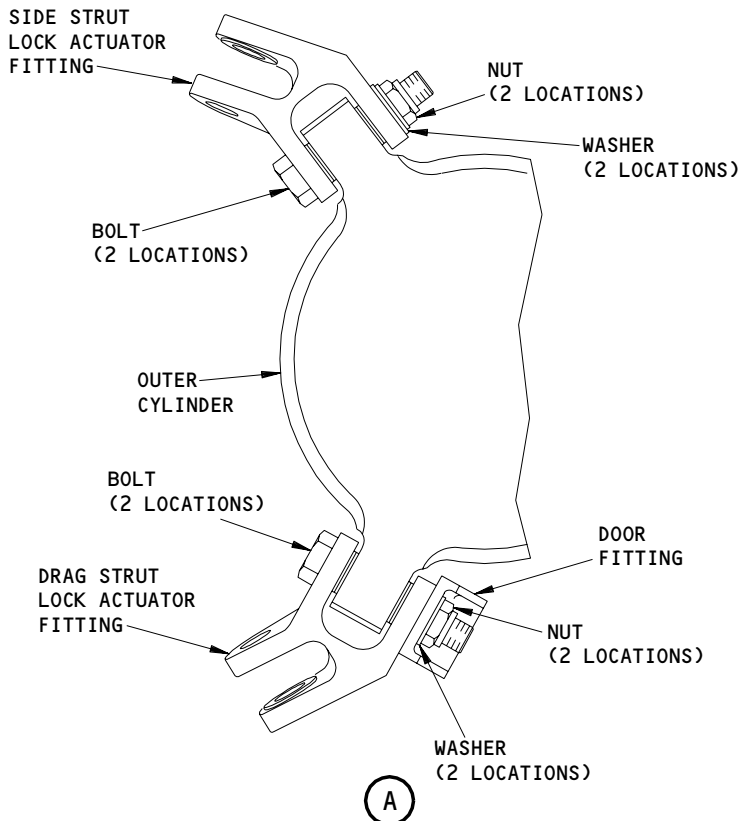 SIDE STRUT
LOCK ACTUATOR
FITTING
NUT
(2 LOCATIONS)
WASHER
(2 LOCATIONS)
BOLT
(2 LOCATIONS)
OUTER
CYLINDER
BOLT
(2 LOCATIONS)
DOOR
FITTING
DRAG STRUT
LOCK ACTUATOR
FITTING
NUT
(2 LOCATIONS)
WASHER
(2 LOCATIONS)
A